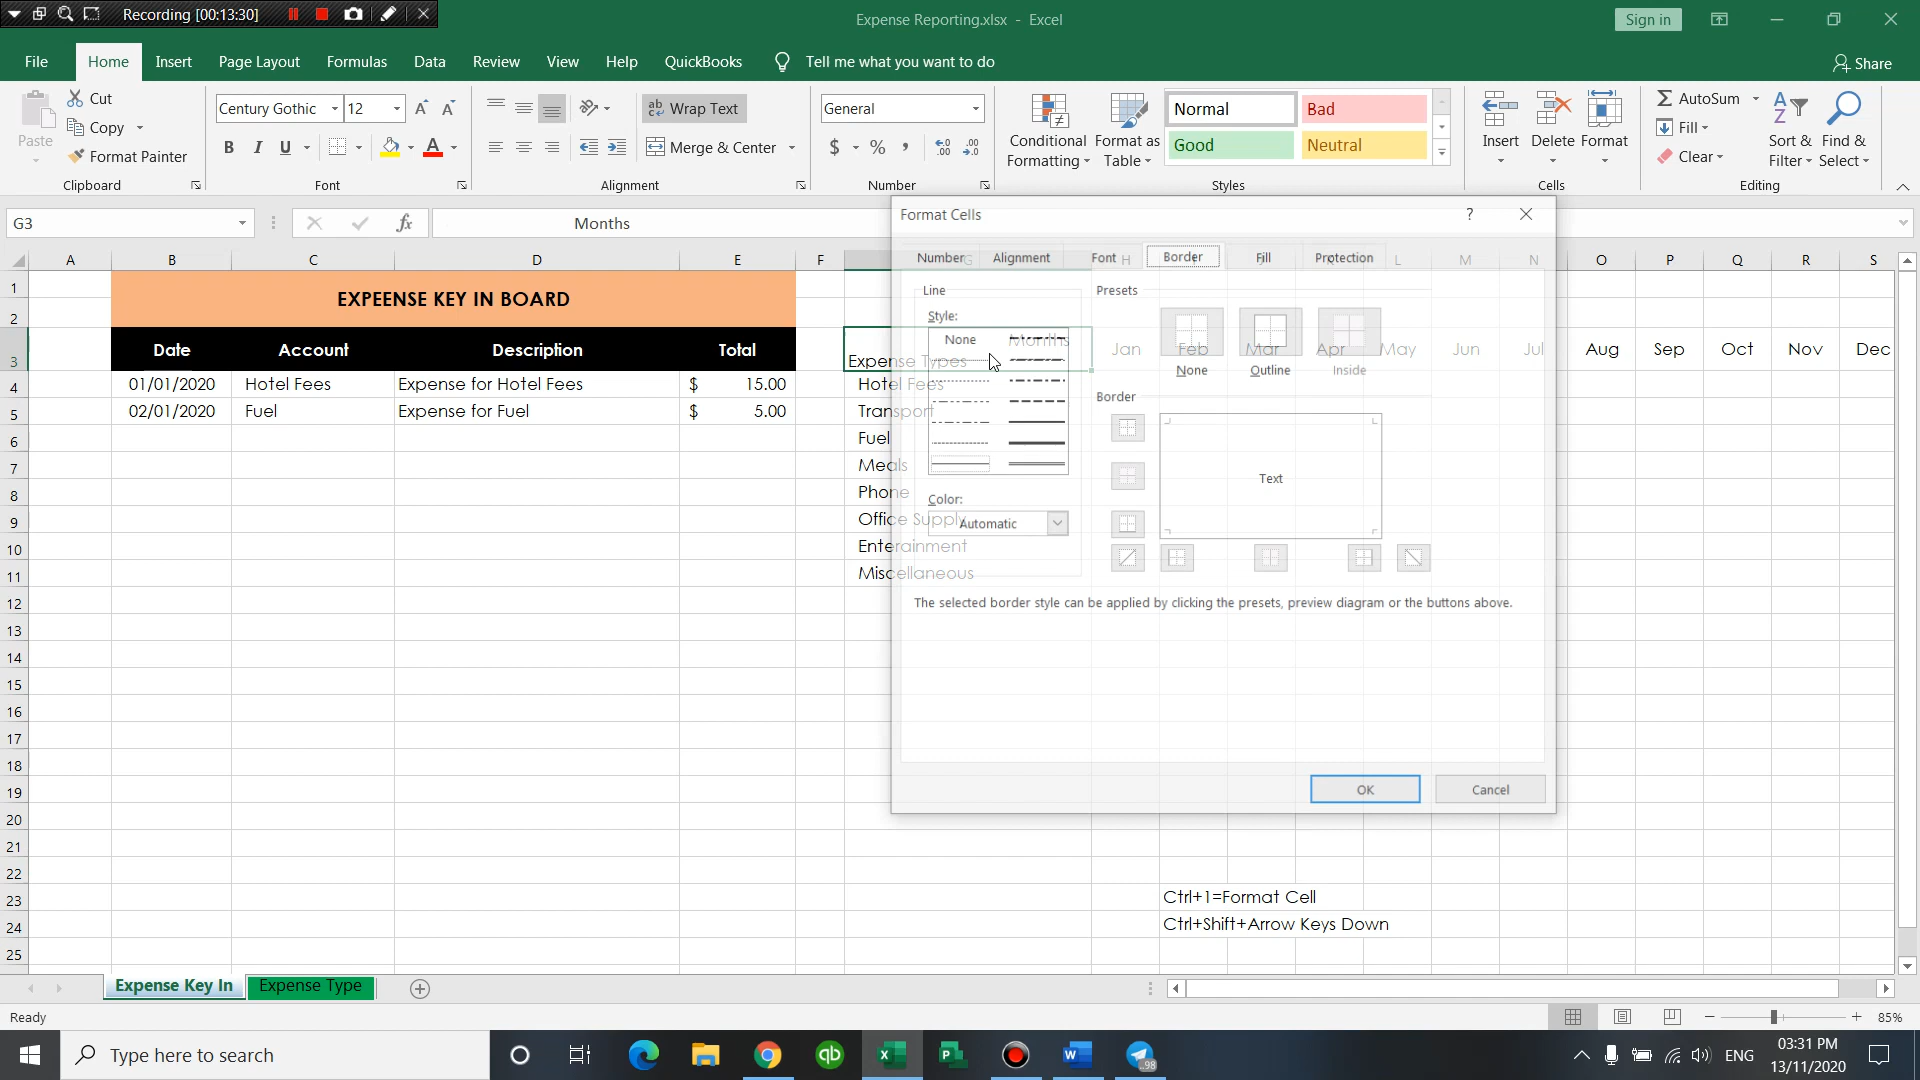 Recording [00:13:30]
Expense Reporting.xlsx - Excel
Sign in
File Home Insert Page Layout Formulas Data Review View Help QuickBooks Tell me what you want to do
Share
Paste
Cut
Copy
Format Painter
Clipboard
Century Gothic 12
B I U
Font
ab Wrap Text
Merge & Center
Alignment
General
$ % ,
Number
Conditional Formatting
Format as Table
Normal Bad
Good Neutral
Styles
Insert Delete Format
Cells
AutoSum
Fill
Clear
Sort & Filter
Find & Select
Editing
G3
fx
Months
A B C D E F G H I J K L M N O P Q R S
1
EXPEENSE KEY IN BOARD
2
3 Date Account Description Total Expense Types Months Jan Feb Mar Apr May Jun Jul Aug Sep Oct Nov Dec
4 01/01/2020 Hotel Fees Expense for Hotel Fees $ 15.00 Hotel Fees
5 02/01/2020 Fuel Expense for Fuel $ 5.00 Transport
6 Fuel
7 Meals
8 Phone
9 Office Supply
10 Enterainment
11 Miscellaneous
12
13
14
15
16
17
18
19
20
21
22
23 Ctrl+1=Format Cell
24 Ctrl+Shift+Arrow Keys Down
25
Format Cells ?
Number Alignment Font Border Fill Protection
Line
Style:
None
Color:
Automatic
Presets
None Outline Inside
Border
Text
The selected border style can be applied by clicking the presets, preview diagram or the buttons above.
OK Cancel
Expense Key In Expense Type
Ready
85%
Type here to search
98
ENG
03:31 PM
13/11/2020